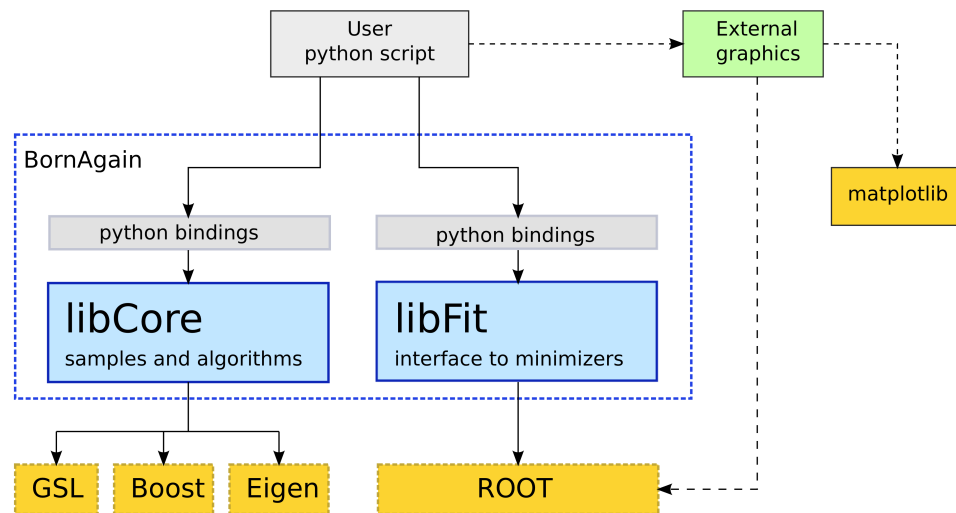 User
python script
External
graphics
BornAgain
matplotlib
python bindings
python bindings
libCore
samples and algorithms
libFit
interface to minimizers
GSL
Boost
Eigen
ROOT